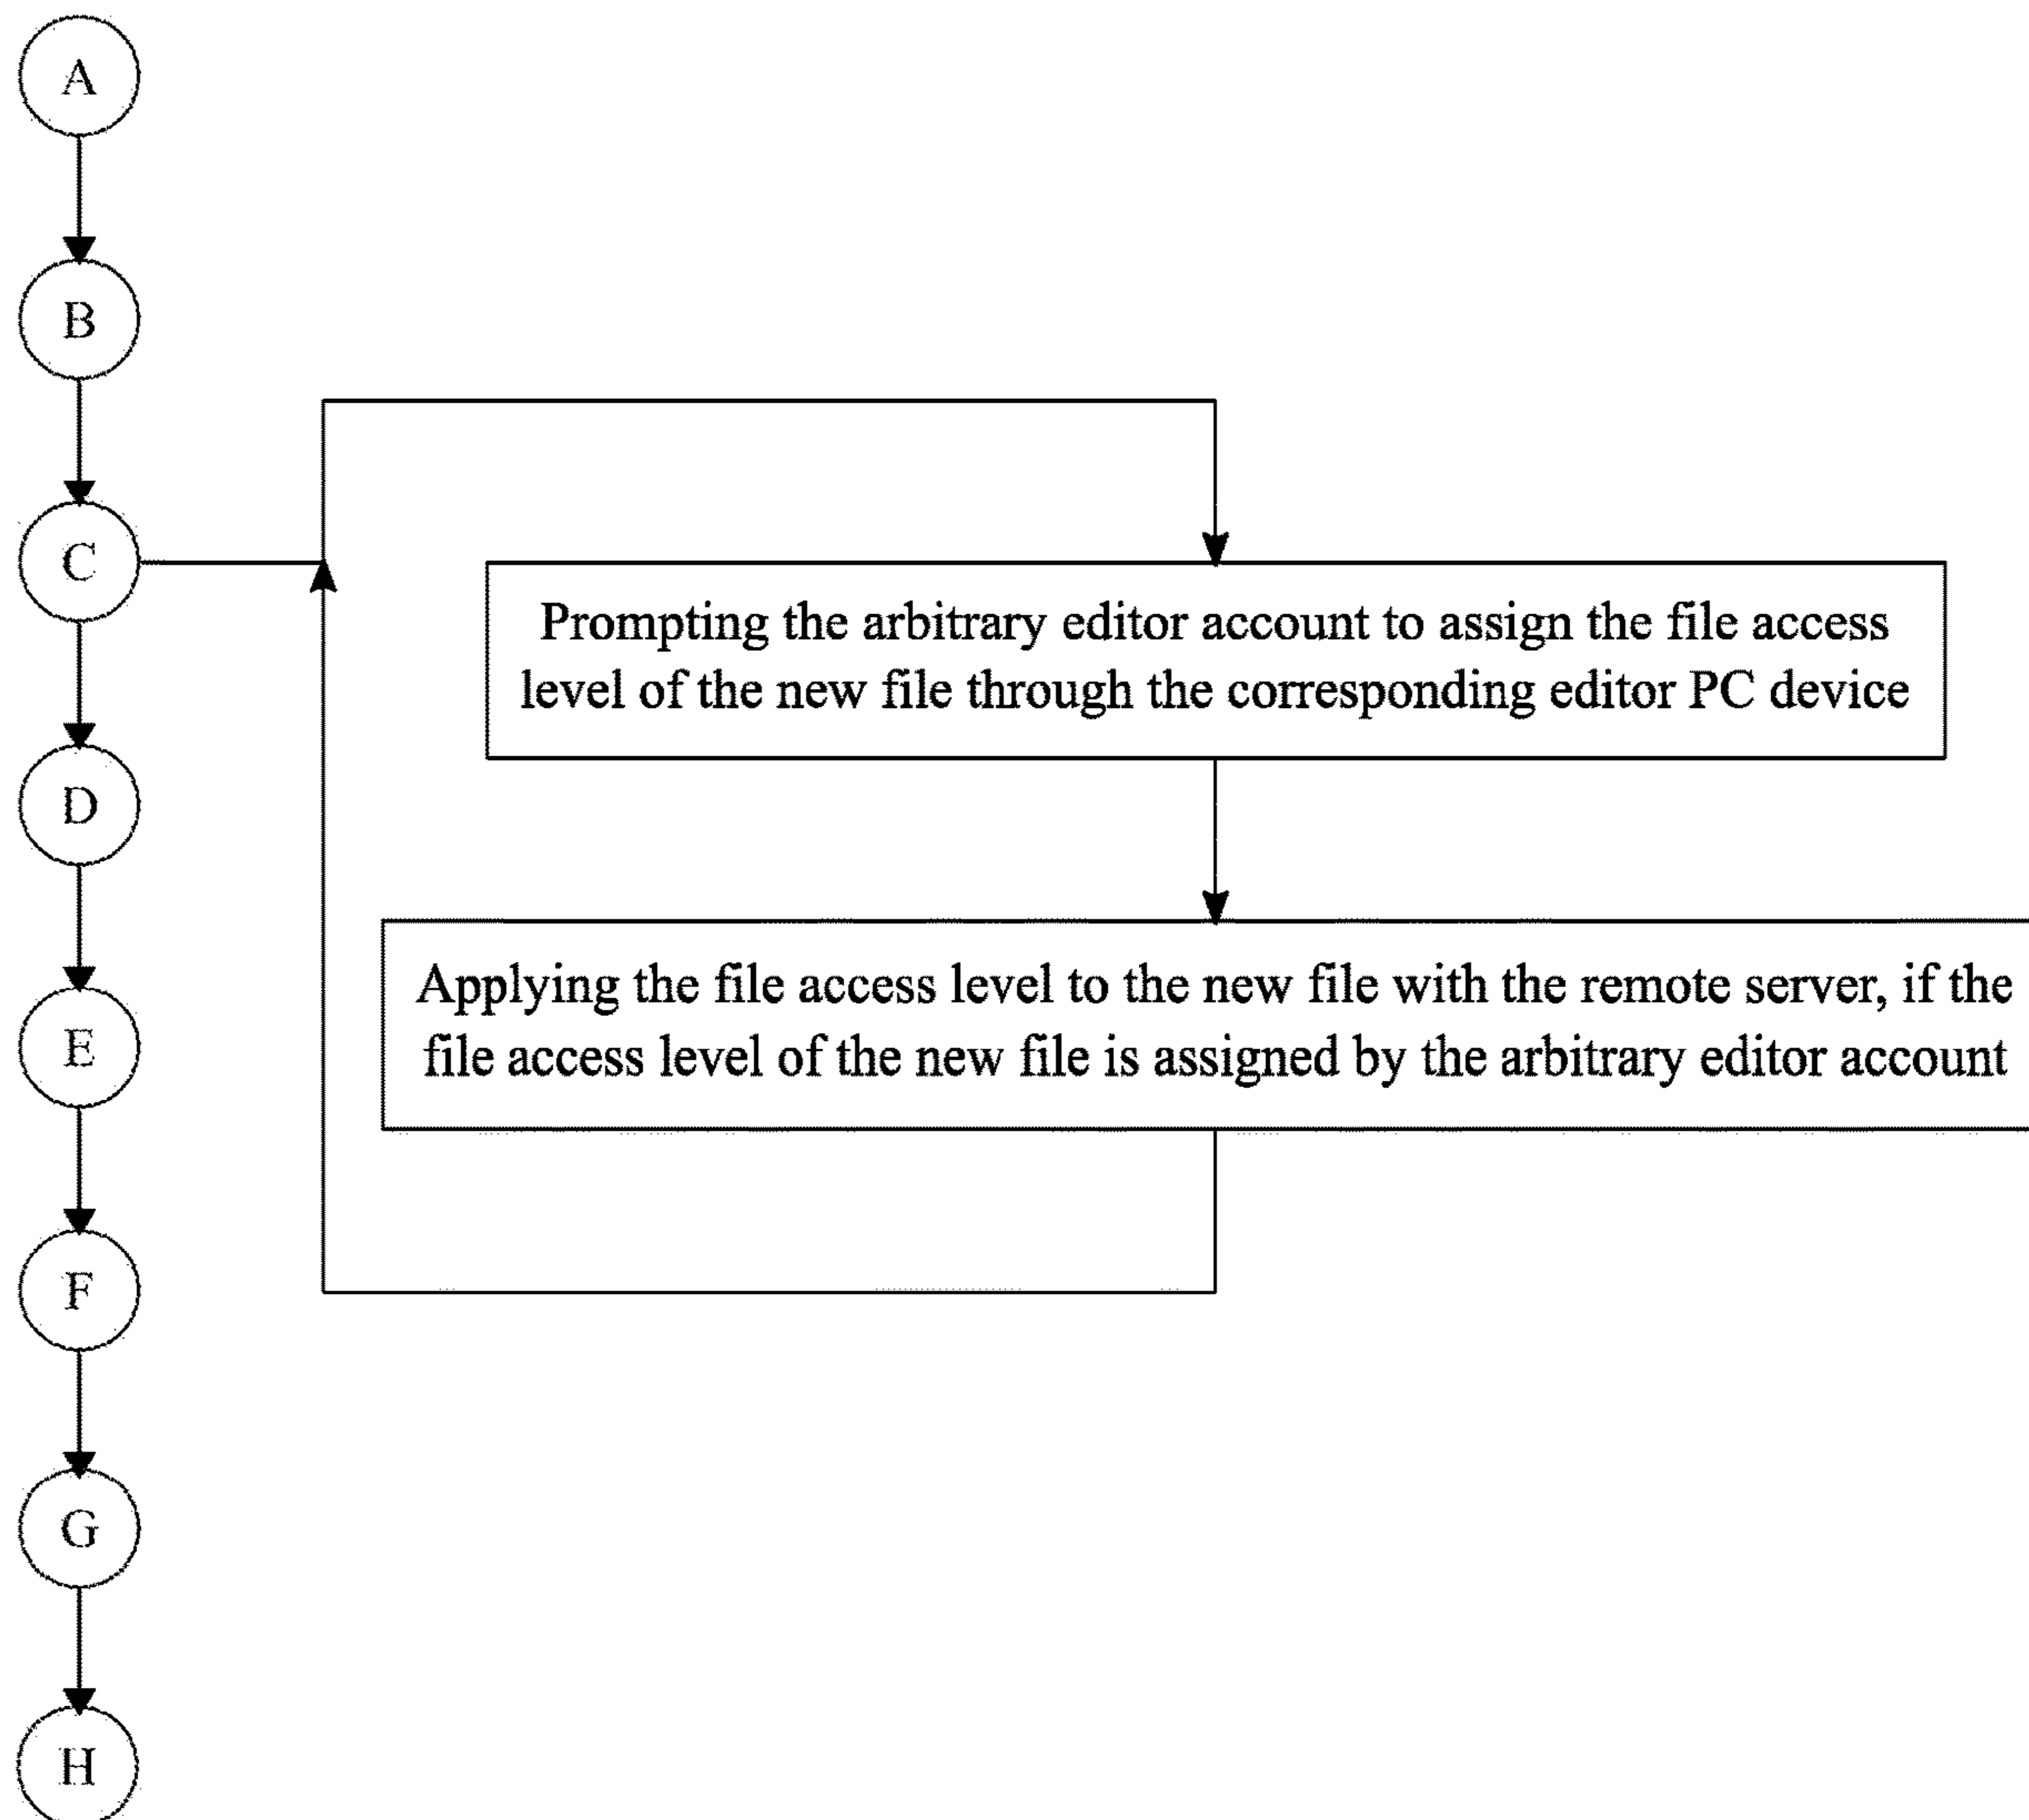 A
B
C
Prompting the arbitrary editor account to assign the file access
level of the new file through the corresponding editor PC device
D
Applying the file access level to the new file with the remote server, if the
file access level of the new file is assigned by the arbitrary editor account
E
F
G
H